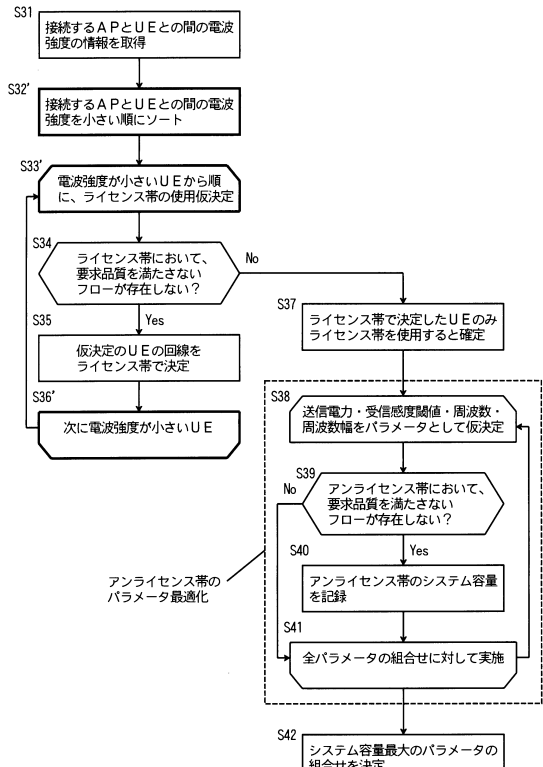 S31
接続するＡＰとＵＥとの間の電波
強度の情報を取得
S32'
接続するＡＰとＵＥとの間の電波
強度を小さい順にソート
S33'
電波強度が小さいＵＥから順
に、ライセンス帯の使用仮決定
S34
ライセンス帯において、
要求品質を満たさない
フローが存在しない？
No
Yes
S35
仮決定のＵＥの回線を
ライセンス帯で決定
S36'
次に電波強度が小さいＵＥ
S37
ライセンス帯で決定したＵＥのみ
ライセンス帯を使用すると確定
S38
送信電力・受信感度閾値・周波数・
周波数幅をパラメータとして仮決定
S39
No
アンライセンス帯において、
要求品質を満たさない
フローが存在しない？
Yes
S40
アンライセンス帯のシステム容量
を記録
アンライセンス帯の
パラメータ最適化
S41
全パラメータの組合せに対して実施
S42
システム容量最大のパラメータの
組合せを決定